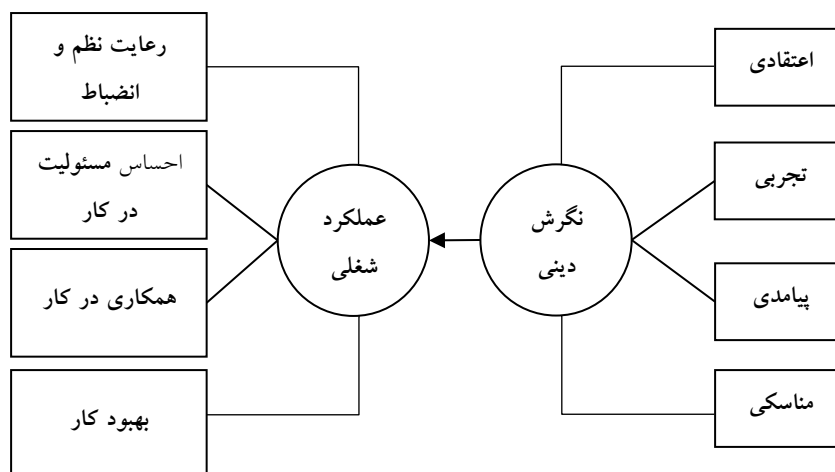 اعتقادی
تجربی
پیامدی
مناسکی
نگرش
دینی
عملکرد
شغلی
رعایت نظم و
انضباط
احساس مسئولیت
در کار
همکاری در کار
بهبود کار